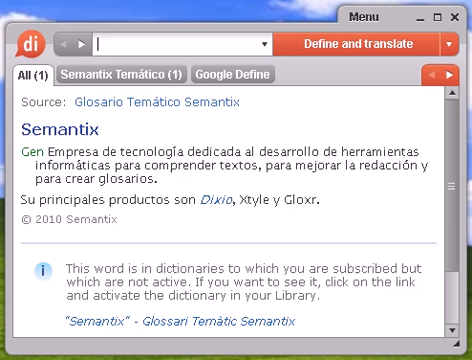 Menu
di
Define and translate
All (1) Semantix Temático (1) Google Define
Source: Glosario Temático Semantix
Semantix
Gen Empresa de tecnología dedicada al desarrollo de herramientas
informáticas para comprender textos, para mejorar la redacción y
para crear glosarios.
Su principales productos son Dixio, Xtyle y Gloxr.
© 2010 Semantix
i
This word is in dictionaries to which you are subscribed but
which are not active. If you want to see it, click on the link
and activate the dictionary in your Library.
"Semantix" - Glossari Temàtic Semantix